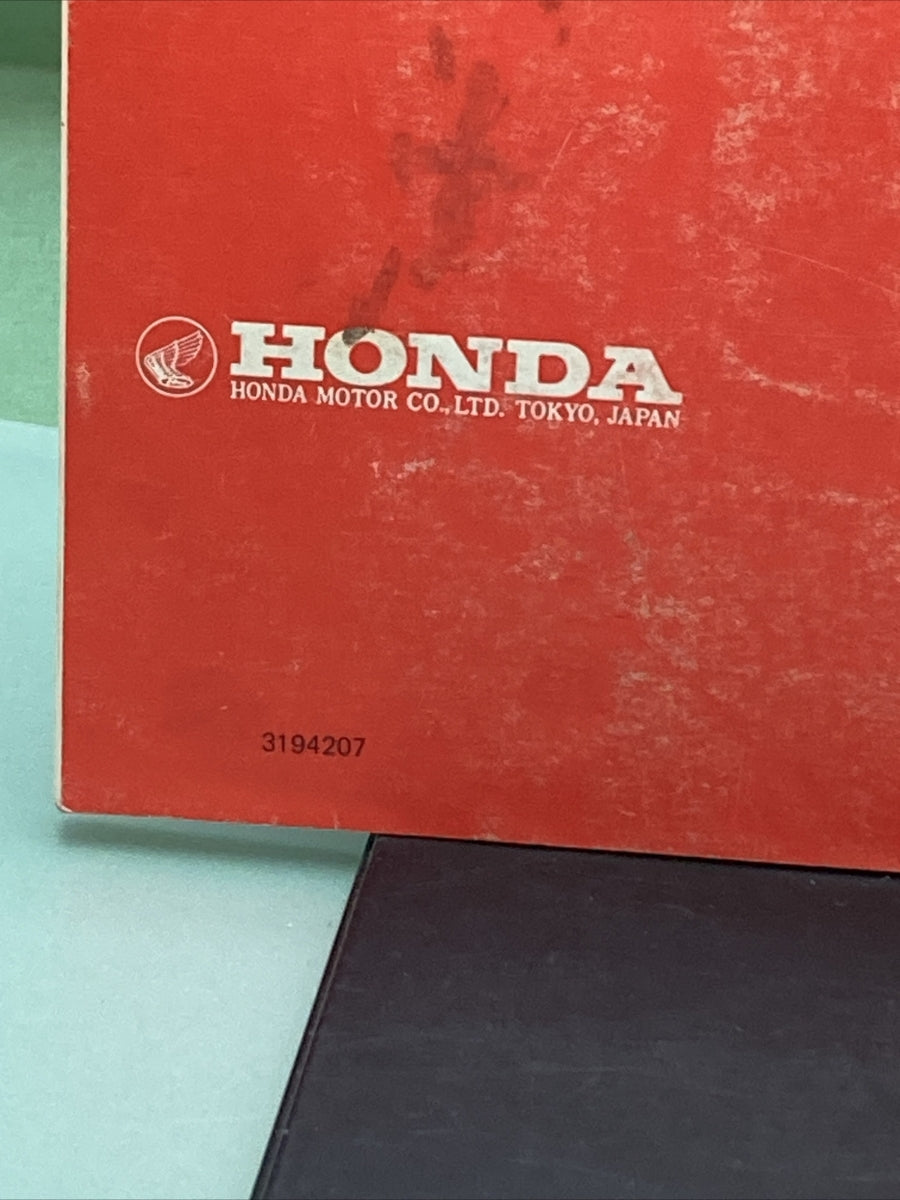 HONDA
HONDA MOTOR CO., LTD. TOKYO, JAPAN
3194207